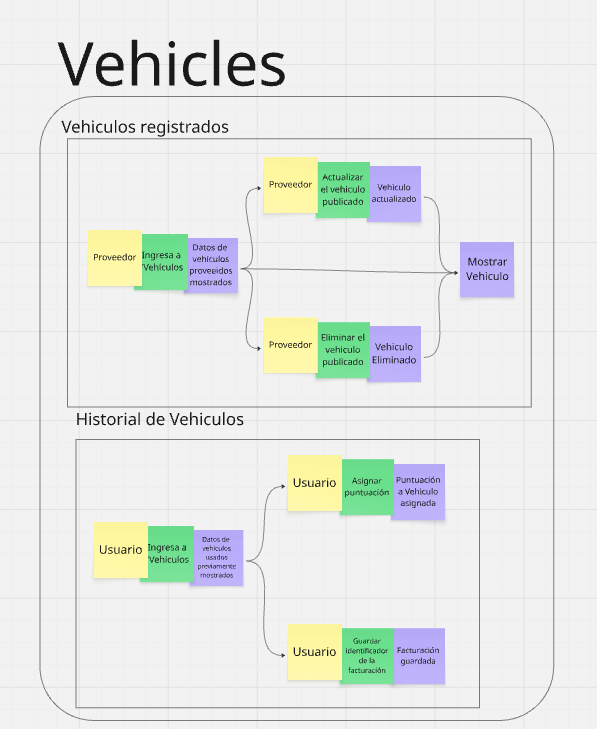 Vehicles
Vehiculos registrados
Proveedor
Ingresa a
"Vehiculos
Datos de
vehiculos
proveeidos
mostrados
Proveedor
Actualizar
el vehiculo
publicado
Vehiculo
actualizado
Proveedor
Eliminar el
vehiculo
publicado
Vehiculo
Eliminado
Mostrar
Vehiculo
Historial de Vehiculos
Usuario
Ingresa a
"Vehiculos
Datos de
vehiculos
usados
previamente
mostrados
Usuario
Asignar
puntuación
Puntuación
a Vehiculo
asignada
Usuario
Guardar
identificador
de la
facturación
Facturación
guardada